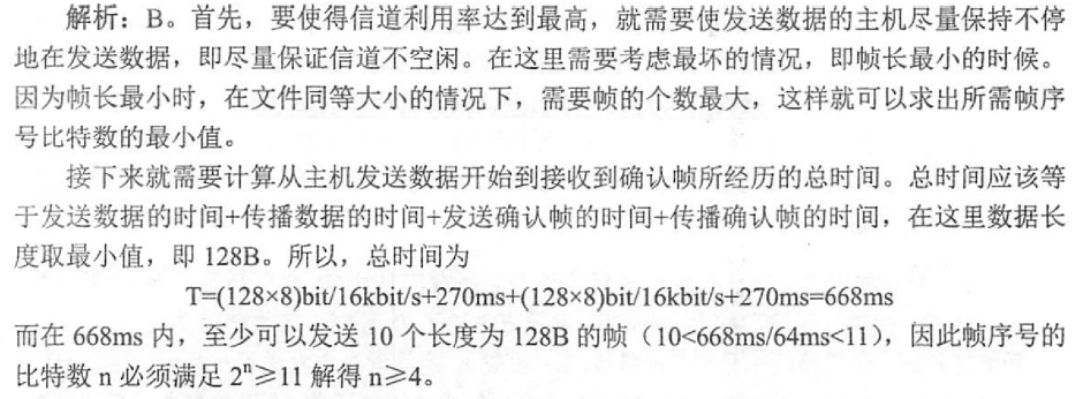 解析：B。首先，要使得信道利用率达到最高，就需要使发送数据的主机尽量保持不停
地在发送数据，即尽量保证信道不空闲。在这里需要考虑最坏的情况，即帧长最小的时候。
因为帧长最小时，在文件同等大小的情况下，需要帧的个数最大，这样就可以求出所需帧序
号比特数的最小值。
接下来就需要计算从主机发送数据开始到接收到确认帧所经历的总时间。总时间应该等
于发送数据的时间+传播数据的时间+发送确认帧的时间+传播确认帧的时间，在这里数据长
度取最小值，即 128B。所以，总时间为
T=(128×8)bit/16kbit/s+270ms+(128×8)bit/16kbit/s+270ms=668ms
而在 668ms 内，至少可以发送 10 个长度为 128B 的帧（10<668ms/64ms<11），因此帧序号的
比特数 n 必须满足 2ⁿ≥11 解得 n≥4。